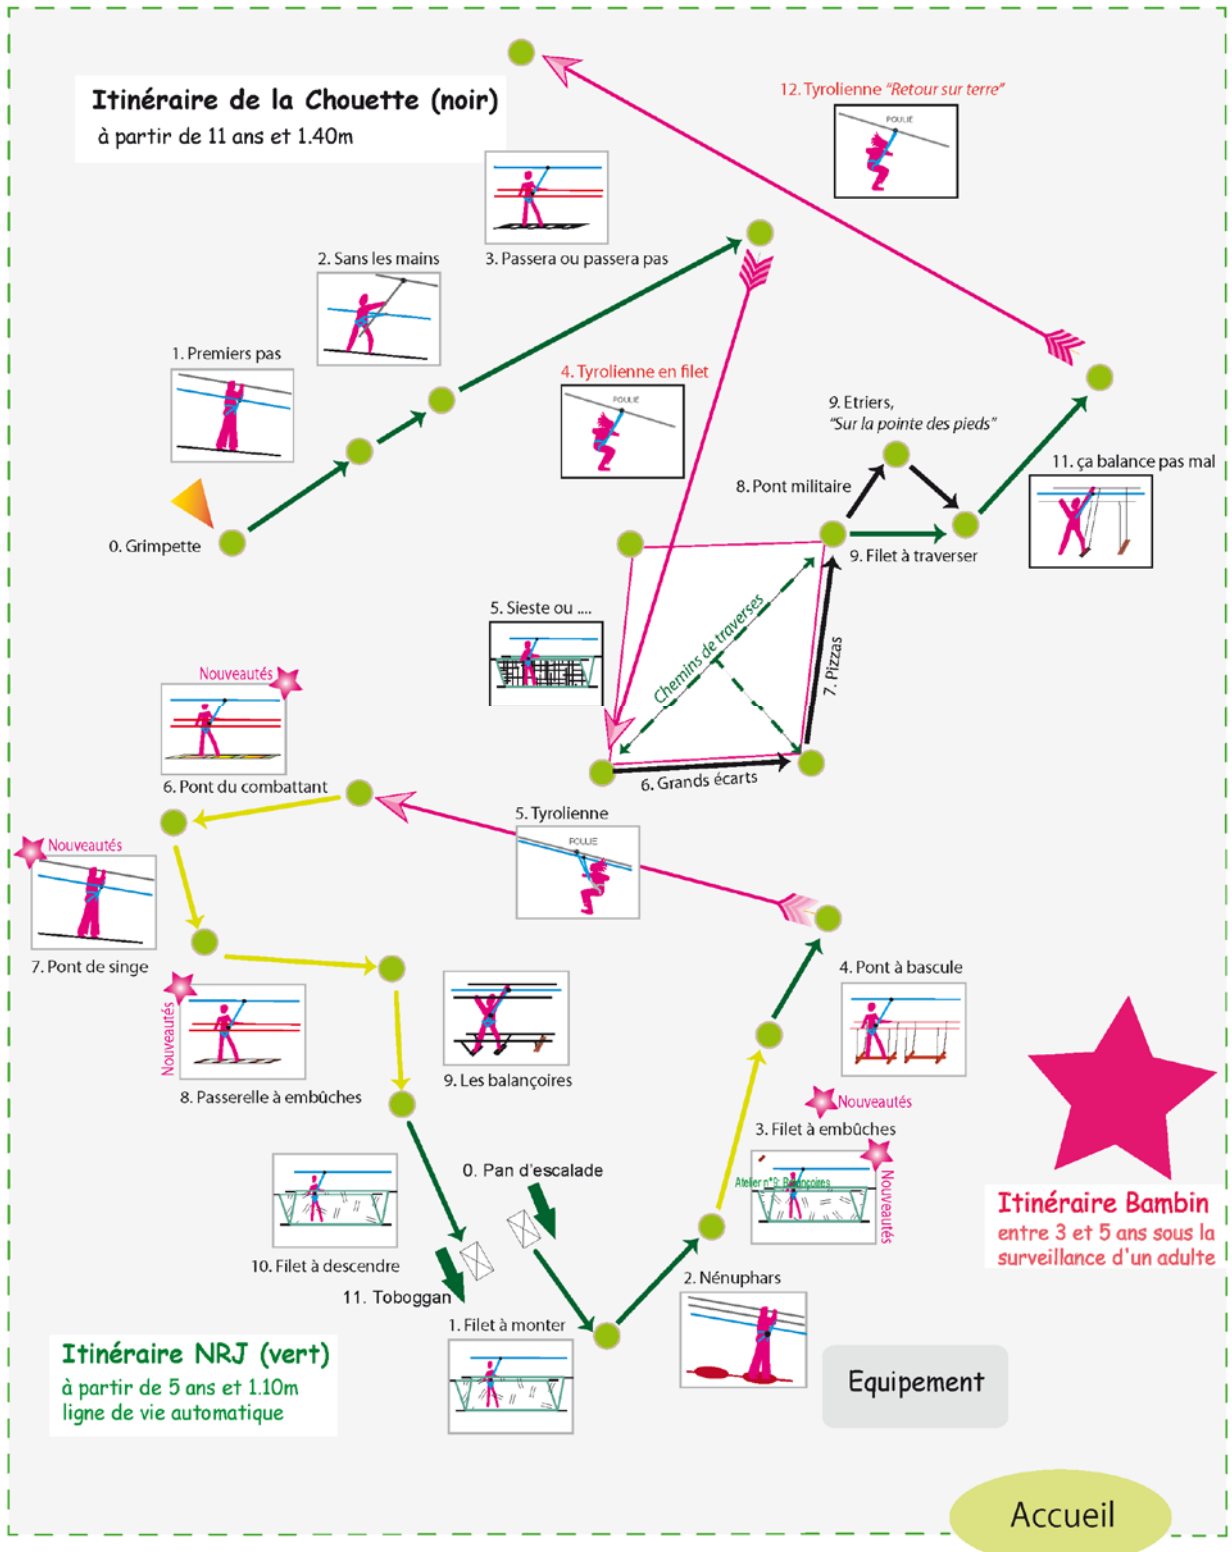 Itinéraire de la Chouette (noir)
à partir de 11 ans et 1.40m
12. Tyrolienne "Retour sur terre"
POULIE
3. Passera ou passera pas
2. Sans les mains
1. Premiers pas
4. Tyrolienne en filet
POULIE
9. Etriers,
"Sur la pointe des pieds"
11. ça balance pas mal
8. Pont militaire
0. Grimpette
9. Filet à traverser
5. Sieste ou ....
Chemins de traverses
7. Pizzas
6. Grands écarts
Nouveautés
6. Pont du combattant
5. Tyrolienne
POULIE
Nouveautés
7. Pont de singe
4. Pont à bascule
Nouveautés
8. Passerelle à embûches
9. Les balançoires
Nouveautés
3. Filet à embûches
Atelier n°9: Balançoires
Nouveautés
0. Pan d'escalade
10. Filet à descendre
11. Toboggan
2. Nénuphars
1. Filet à monter
Itinéraire Bambin
entre 3 et 5 ans sous la
surveillance d'un adulte
Itinéraire NRJ (vert)
à partir de 5 ans et 1.10m
ligne de vie automatique
Equipement
Accueil